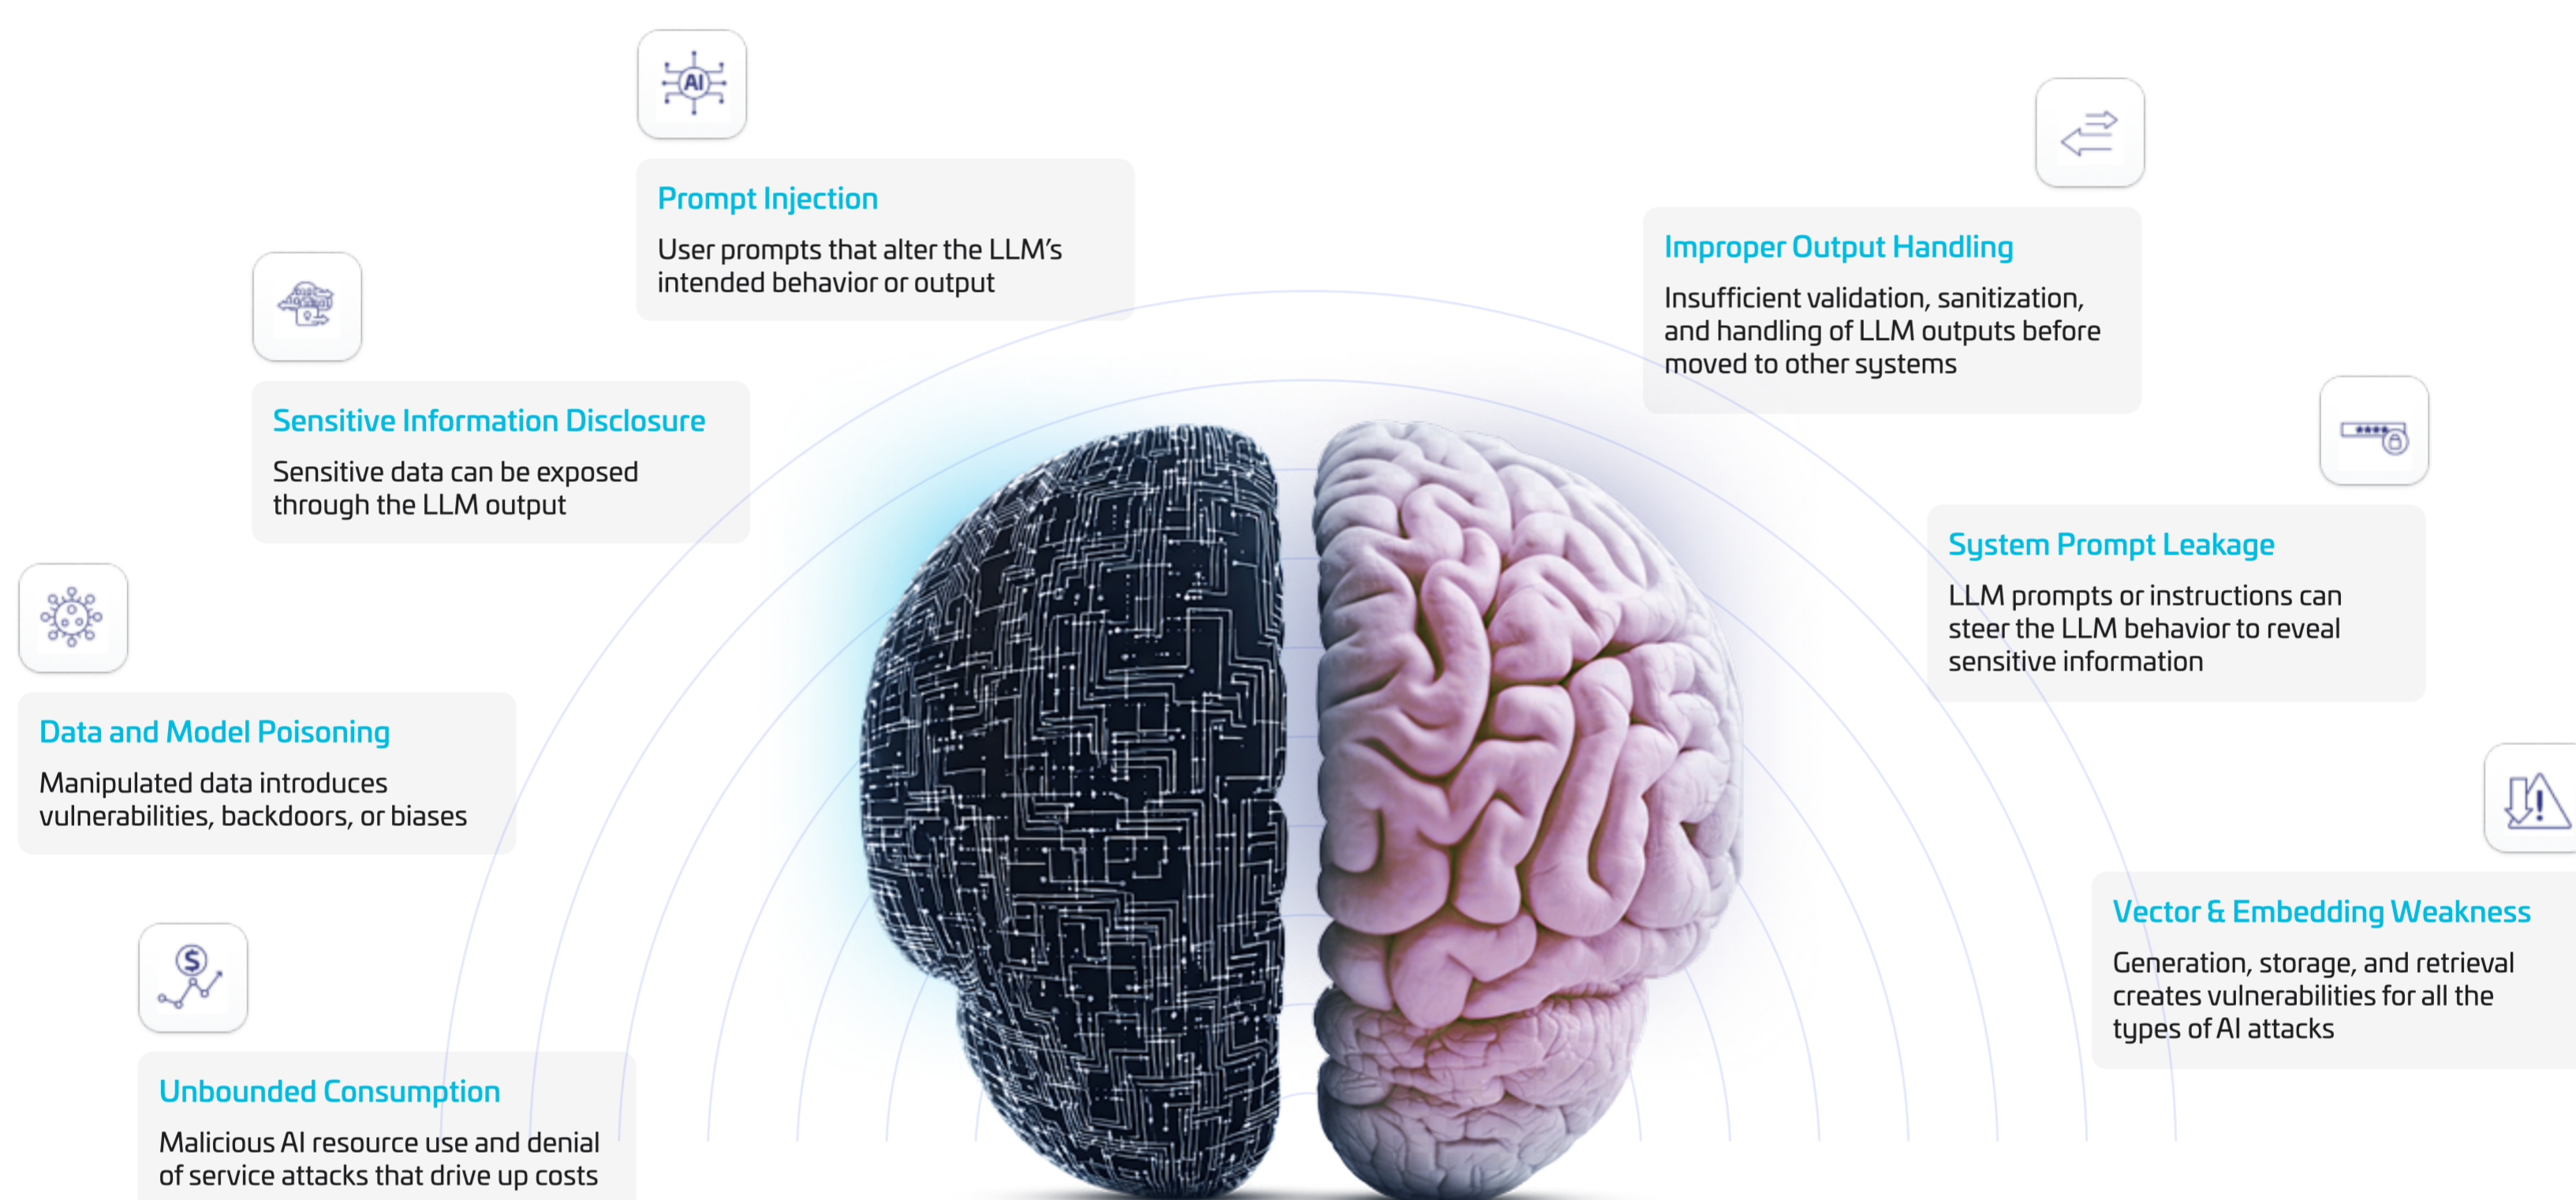 AI
Prompt Injection
User prompts that alter the LLM’s
intended behavior or output
Sensitive Information Disclosure
Sensitive data can be exposed
through the LLM output
Data and Model Poisoning
Manipulated data introduces
vulnerabilities, backdoors, or biases
$
Unbounded Consumption
Malicious AI resource use and denial
of service attacks that drive up costs
Improper Output Handling
Insufficient validation, sanitization,
and handling of LLM outputs before
moved to other systems
****
System Prompt Leakage
LLM prompts or instructions can
steer the LLM behavior to reveal
sensitive information
!
Vector & Embedding Weakness
Generation, storage, and retrieval
creates vulnerabilities for all the
types of AI attacks